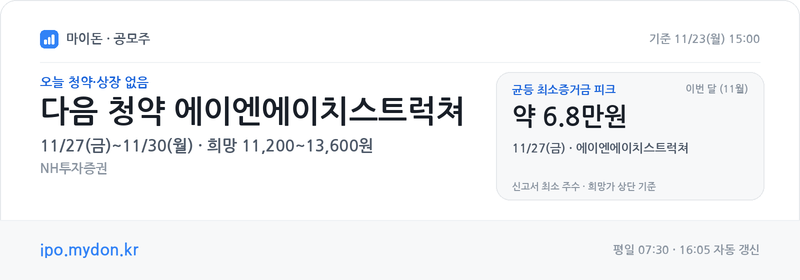 마이돈 · 공모주
기준 11/23(월) 15:00
오늘 청약·상장 없음
다음 청약 에이엔에이치스트럭쳐
11/27(금)~11/30(월) · 희망 11,200~13,600원
NH투자증권
균등 최소증거금 피크
이번 달 (11월)
약 6.8만원
11/27(금) · 에이엔에이치스트럭쳐
신고서 최소 주수 · 희망가 상단 기준
ipo.mydon.kr
평일 07:30 · 16:05 자동 갱신